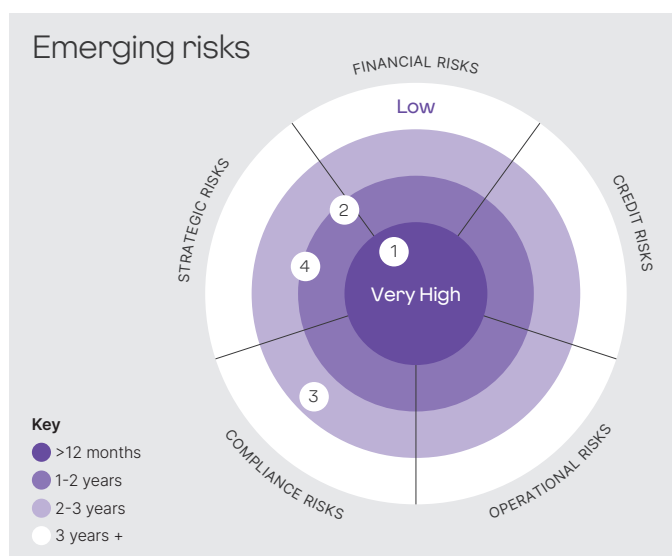 Emerging risks
FINANCIAL RISKS
Low
CREDIT RISKS
STRATEGIC RISKS
2
1
4
Very High
3
COMPLIANCE RISKS
OPERATIONAL RISKS
Key
>12 months
1-2 years
2-3 years
3 years +